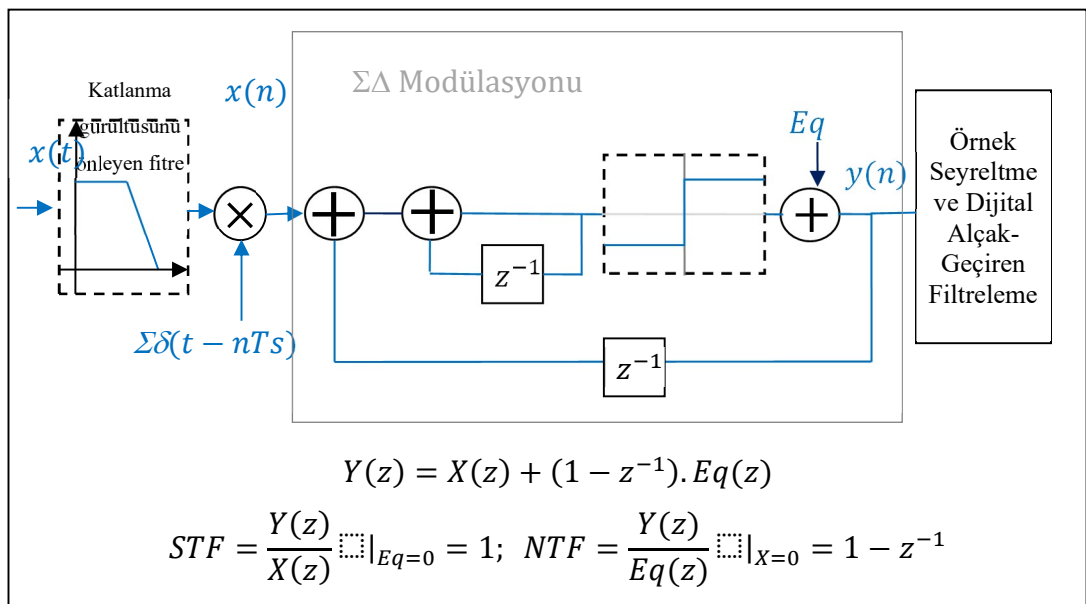 ΣΔ Modülasyonu
Katlanma
gürültüsünü
önleyen fitre
x(t)
x(n)
Σδ(t − nTs)
z⁻¹
z⁻¹
Eq
y(n)
Örnek
Seyreltme
ve Dijital
Alçak-
Geçiren
Filtreleme
Y(z) = X(z) + (1 − z⁻¹). Eq(z)
STF = Y(z)/X(z) ⬚|Eq=0 = 1; NTF = Y(z)/Eq(z) ⬚|X=0 = 1 − z⁻¹